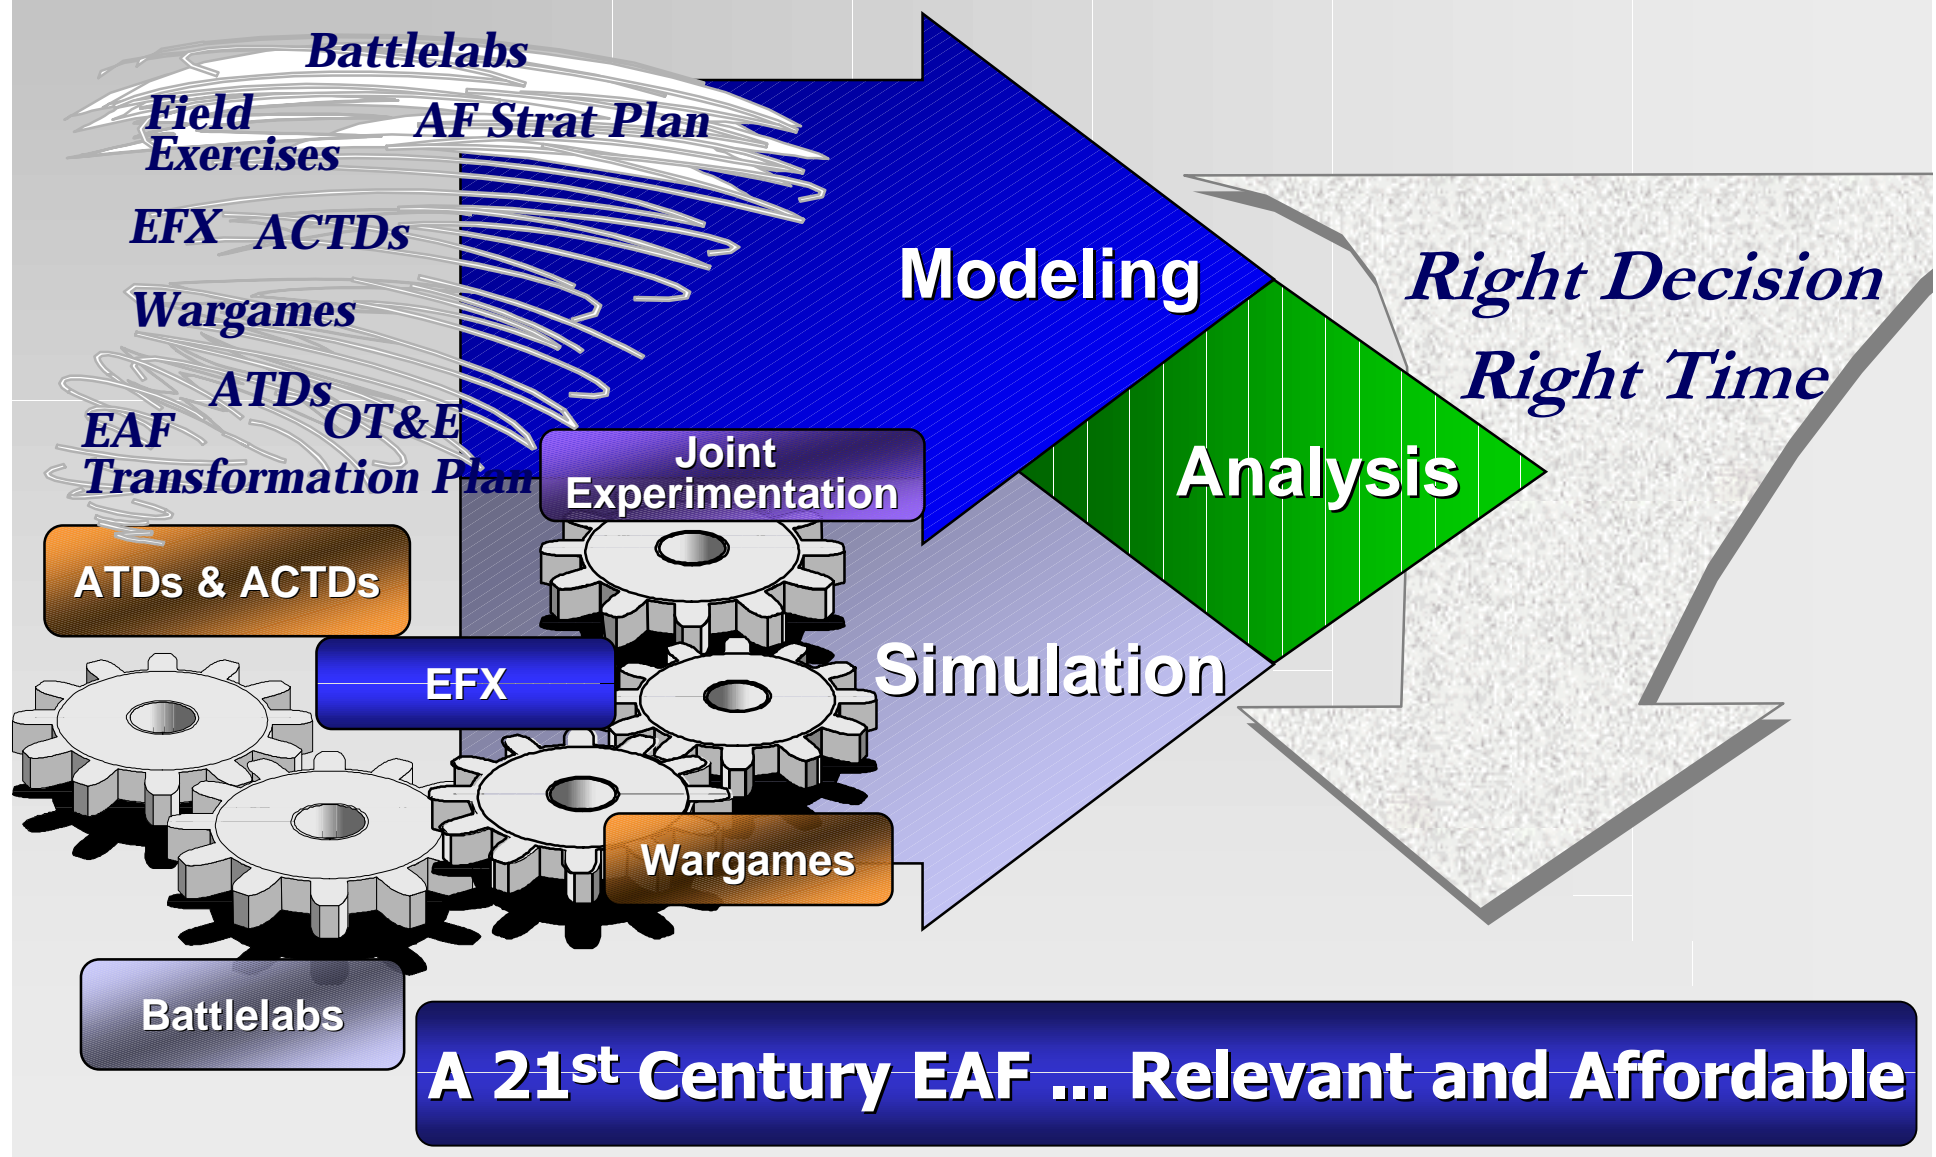 Battlelabs
Field
Exercises
AF Strat Plan
EFX
ACTDs
Wargames
ATDs
OT&E
EAF
Transformation Plan
Modeling
Right Decision
Right Time
Analysis
Joint
Experimentation
ATDs & ACTDs
EFX
Simulation
Wargames
Battlelabs
A 21st Century EAF ... Relevant and Affordable